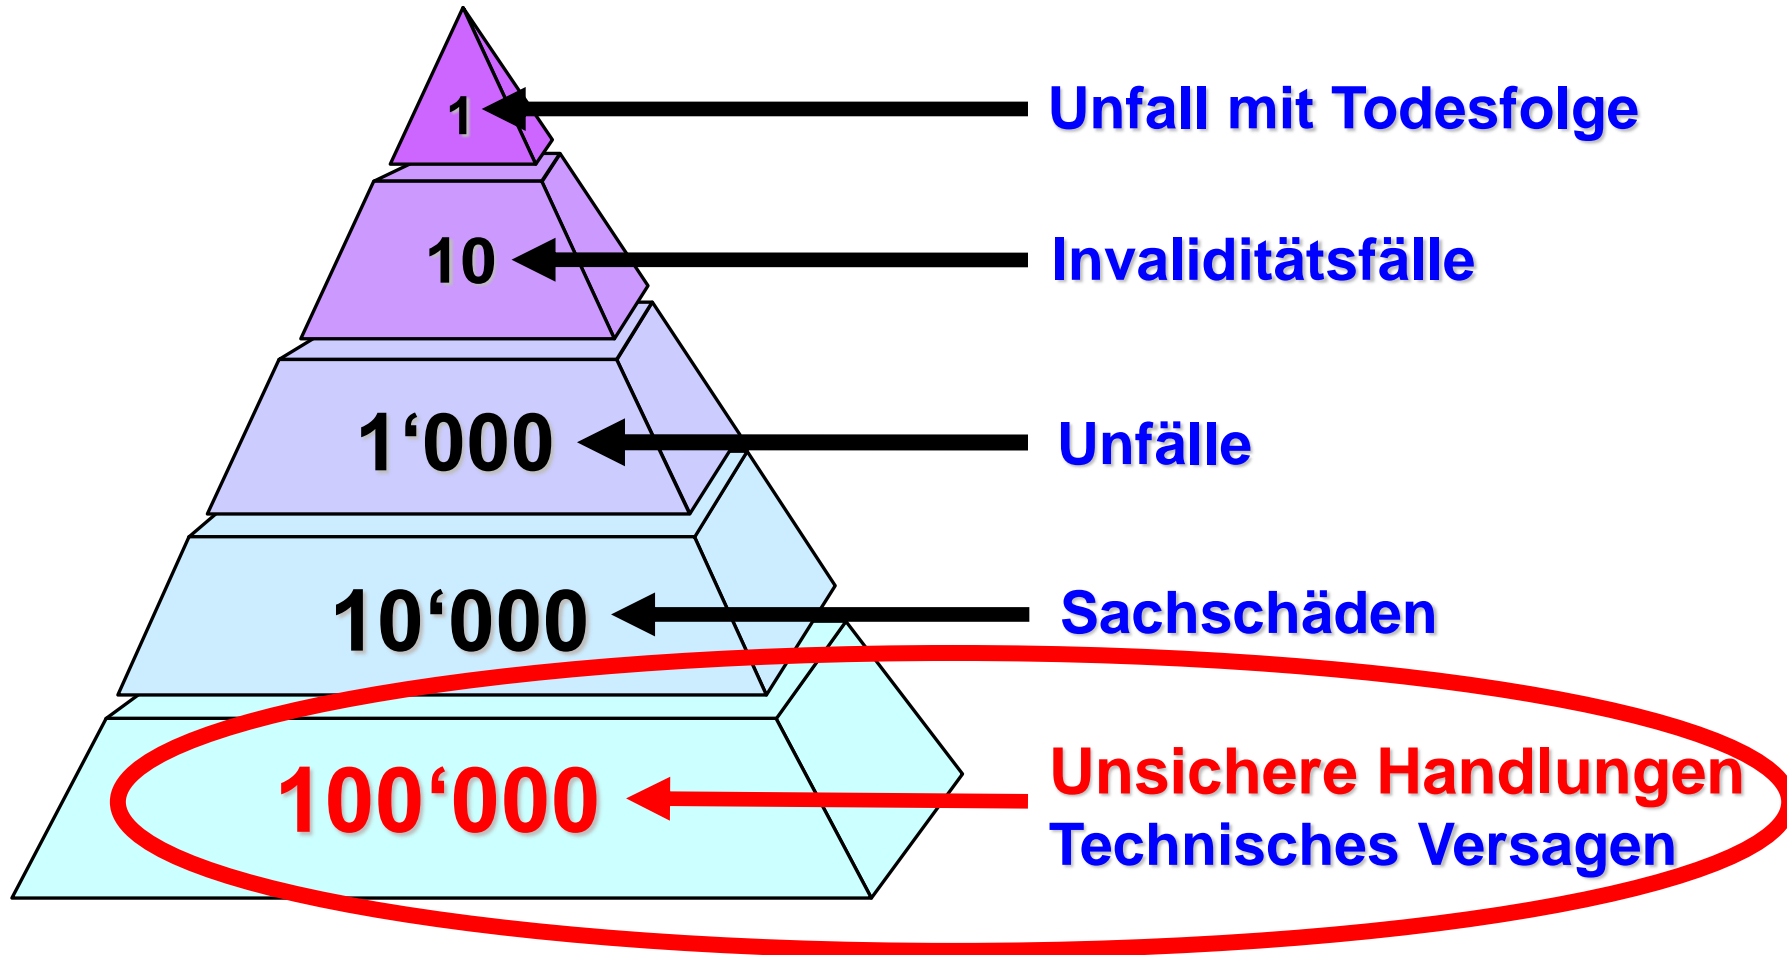 1 Unfall mit Todesfolge
10 Invaliditätsfälle
1‘000 Unfälle
10‘000 Sachschäden
100‘000 Unsichere Handlungen
Technisches Versagen